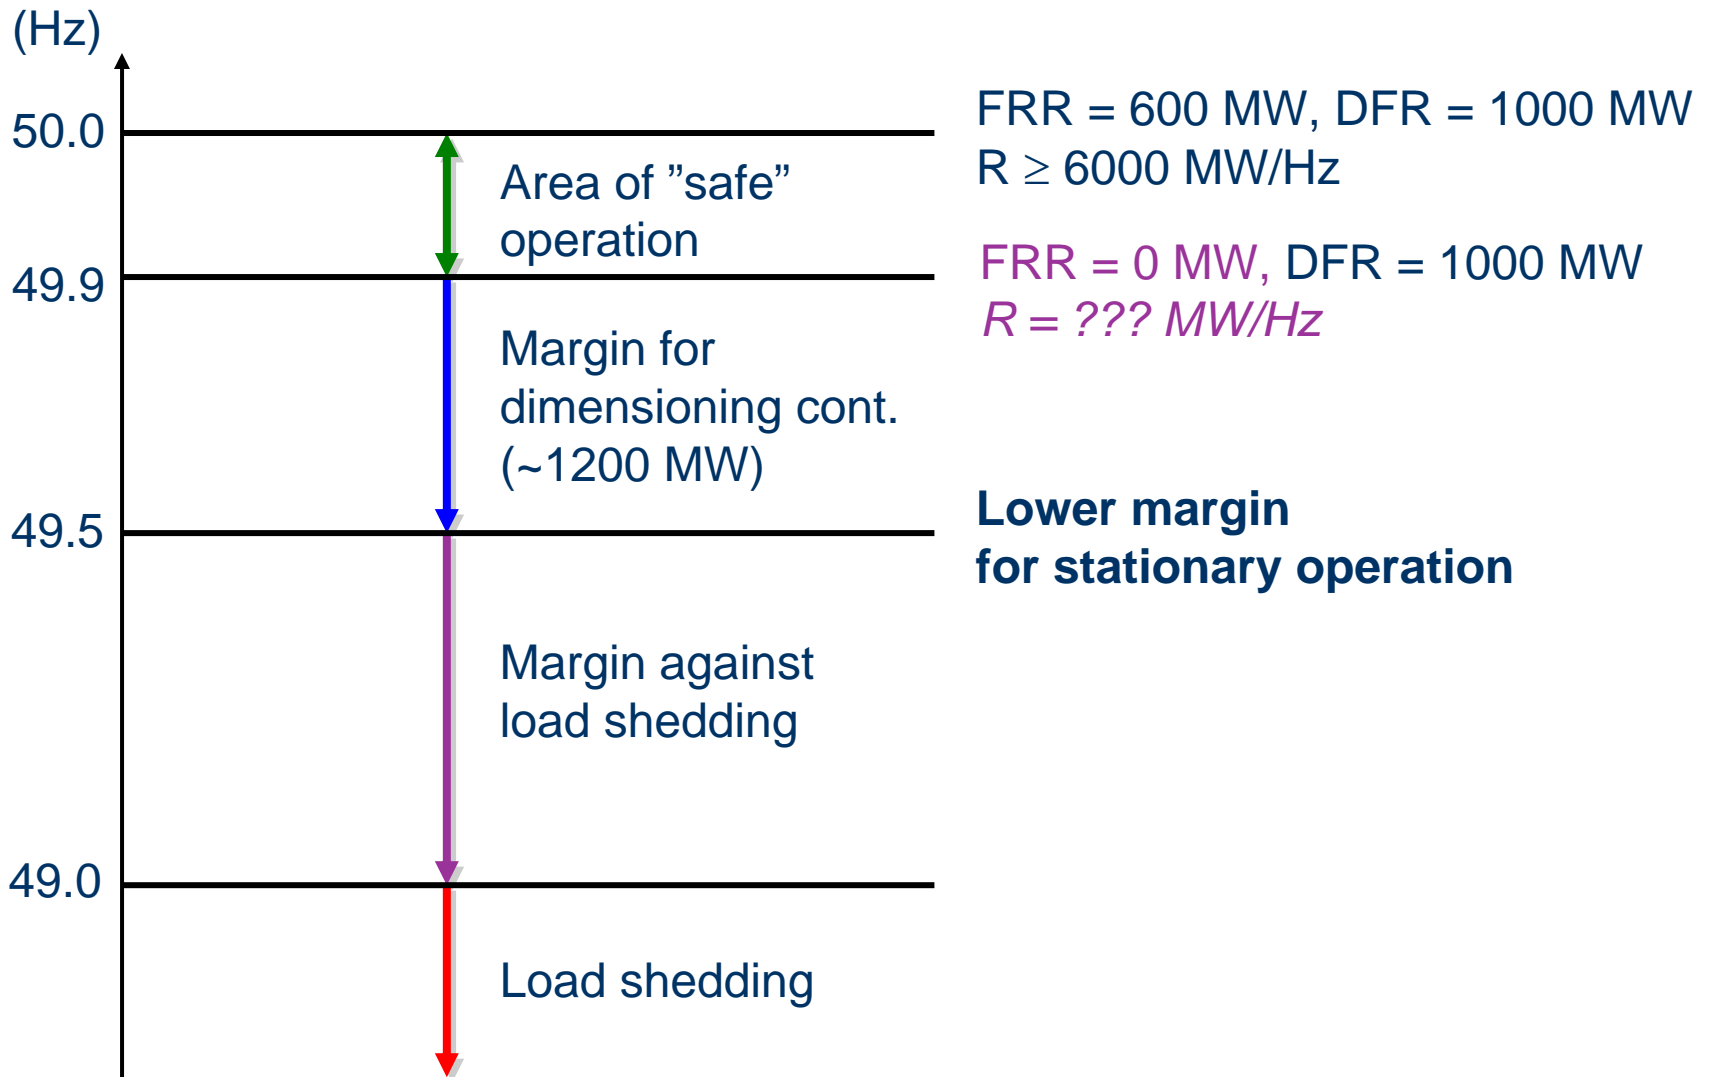 (Hz)
50.0
FRR = 600 MW, DFR = 1000 MW
R ≥ 6000 MW/Hz
Area of ”safe”
operation
49.9
FRR = 0 MW, DFR = 1000 MW
R = ??? MW/Hz
Margin for
dimensioning cont.
(~1200 MW)
49.5
Lower margin
for stationary operation
Margin against
load shedding
49.0
Load shedding